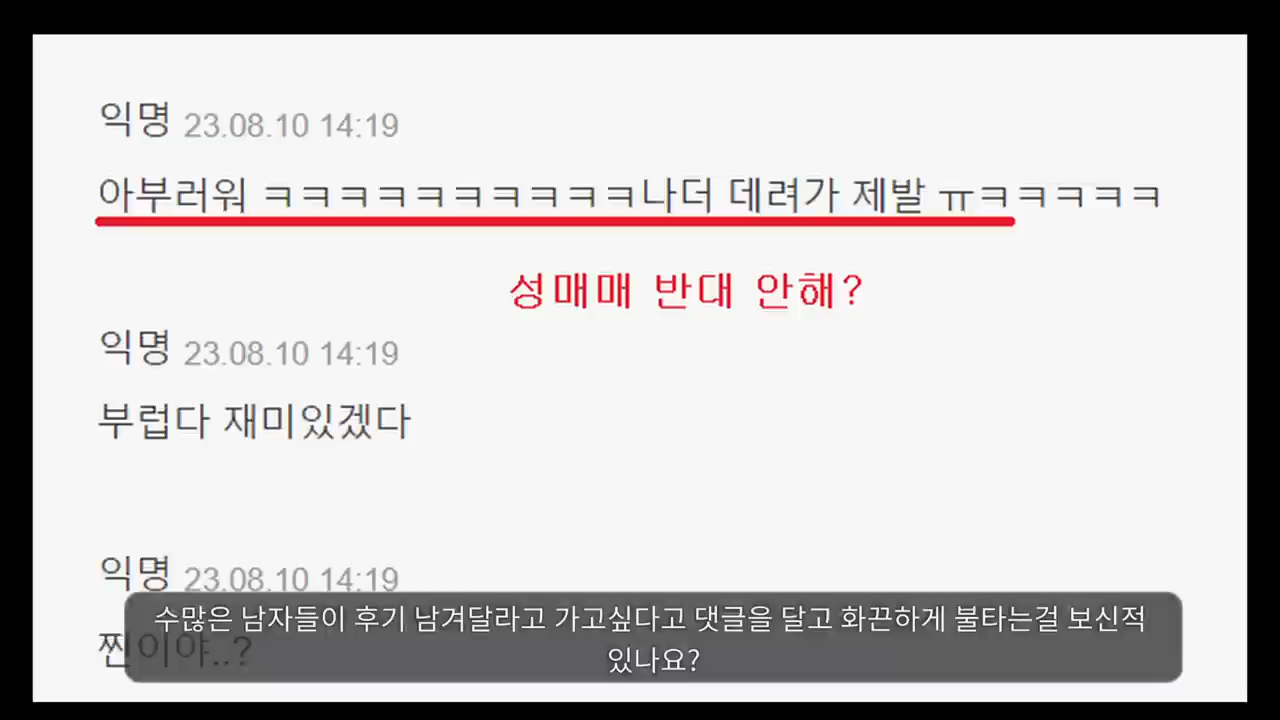 익명 23.08.10 14:19
아부러워 ㅋㅋㅋㅋㅋㅋㅋㅋㅋㅋ나더 데려가 제발 ㅠㅋㅋㅋㅋㅋ
성매매 반대 안해?
익명 23.08.10 14:19
부럽다 재미있겠다
익명 23.08.10 14:19
찐이야..?
수많은 남자들이 후기 남겨달라고 가고싶다고 댓글을 달고 화끈하게 불타는걸 보신적
있나요?